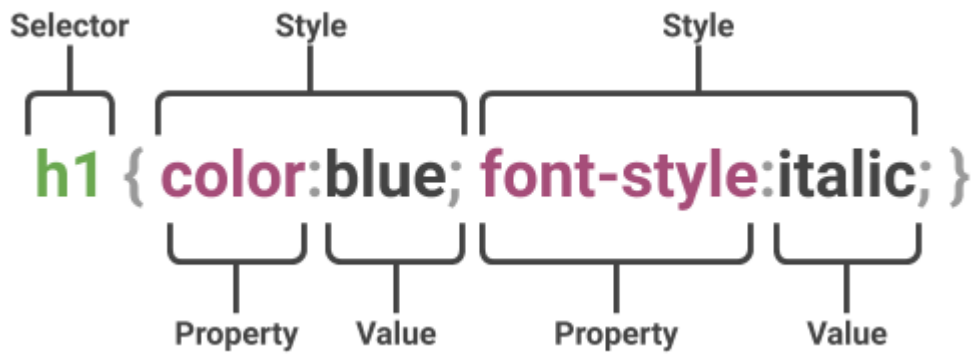 Selector Style Style
h1 { color:blue; font-style:italic; }
Property Value Property Value